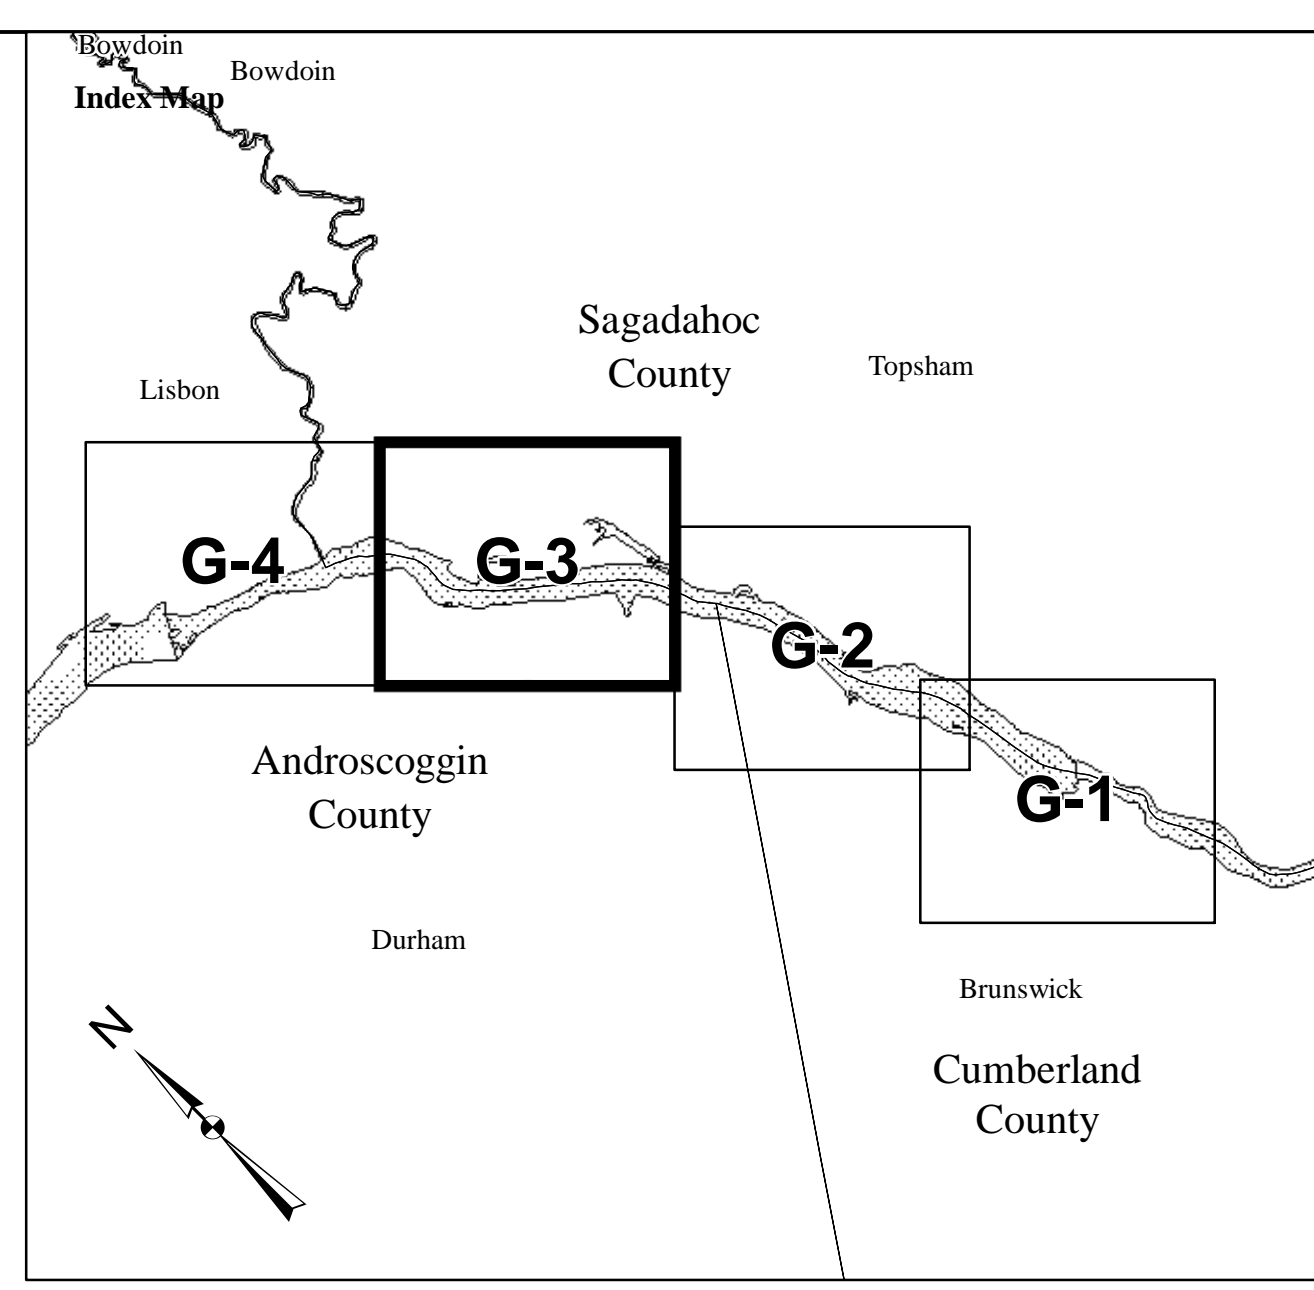 Bowdoin
Bowdoin
Index Map
Sagadahoc
County
Topsham
Lisbon
G-4
G-3
G-2
G-1
Androscoggin
County
Durham
Brunswick
N
Cumberland
County